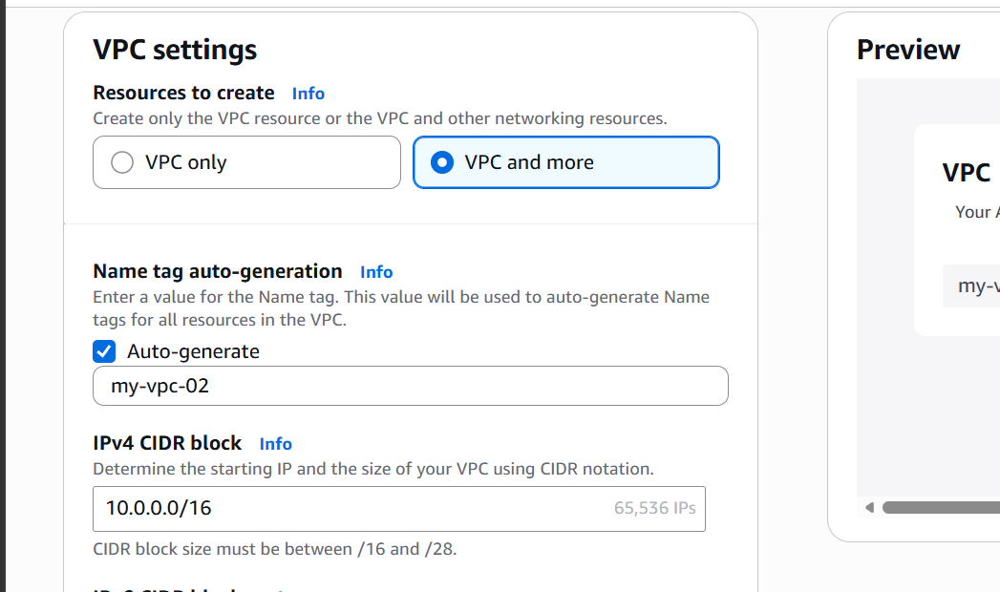 VPC settings
Resources to create Info
Create only the VPC resource or the VPC and other networking resources.
VPC only
VPC and more
Name tag auto-generation Info
Enter a value for the Name tag. This value will be used to auto-generate Name
tags for all resources in the VPC.
Auto-generate
my-vpc-02
IPv4 CIDR block Info
Determine the starting IP and the size of your VPC using CIDR notation.
10.0.0.0/16
65,536 IPs
CIDR block size must be between /16 and /28.
Preview
VPC
Your